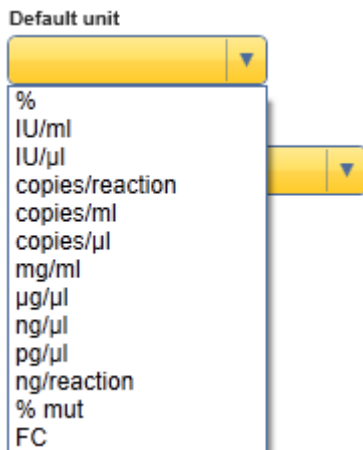 Default unit
%
IU/ml
IU/µl
copies/reaction
copies/ml
copies/µl
mg/ml
µg/µl
ng/µl
pg/µl
ng/reaction
% mut
FC